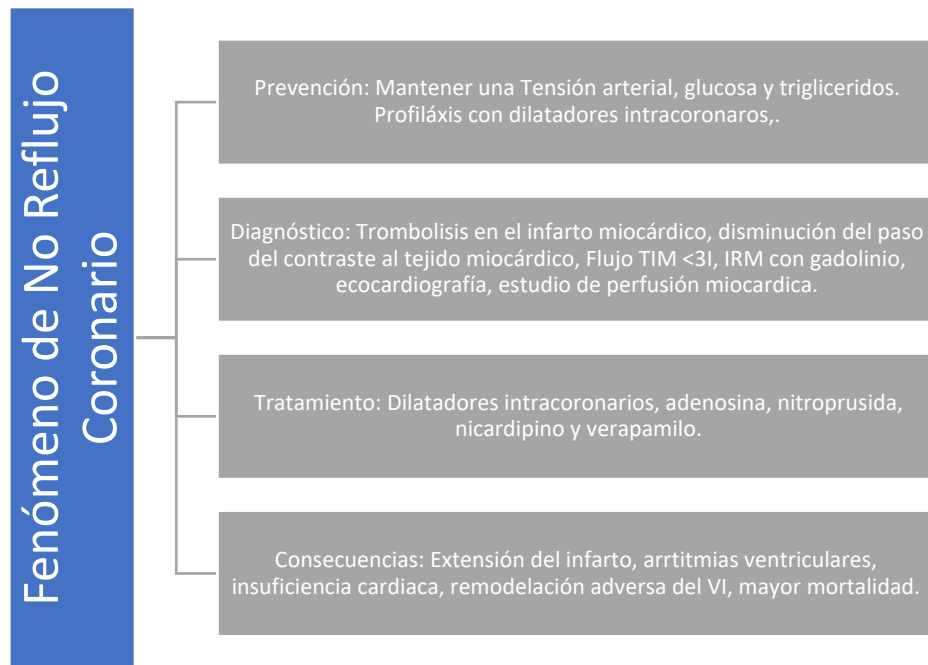 Fenómeno de No Reflujo
Coronario
Prevención: Mantener una Tensión arterial, glucosa y trigliceridos.
Profiláxis con dilatadores intracoronaros,.
Diagnóstico: Trombolisis en el infarto miocárdico, disminución del paso
del contraste al tejido miocárdico, Flujo TIM <3I, IRM con gadolinio,
ecocardiografía, estudio de perfusión miocardica.
Tratamiento: Dilatadores intracoronarios, adenosina, nitroprusida,
nicardipino y verapamilo.
Consecuencias: Extensión del infarto, arrtitmias ventriculares,
insuficiencia cardiaca, remodelación adversa del VI, mayor mortalidad.